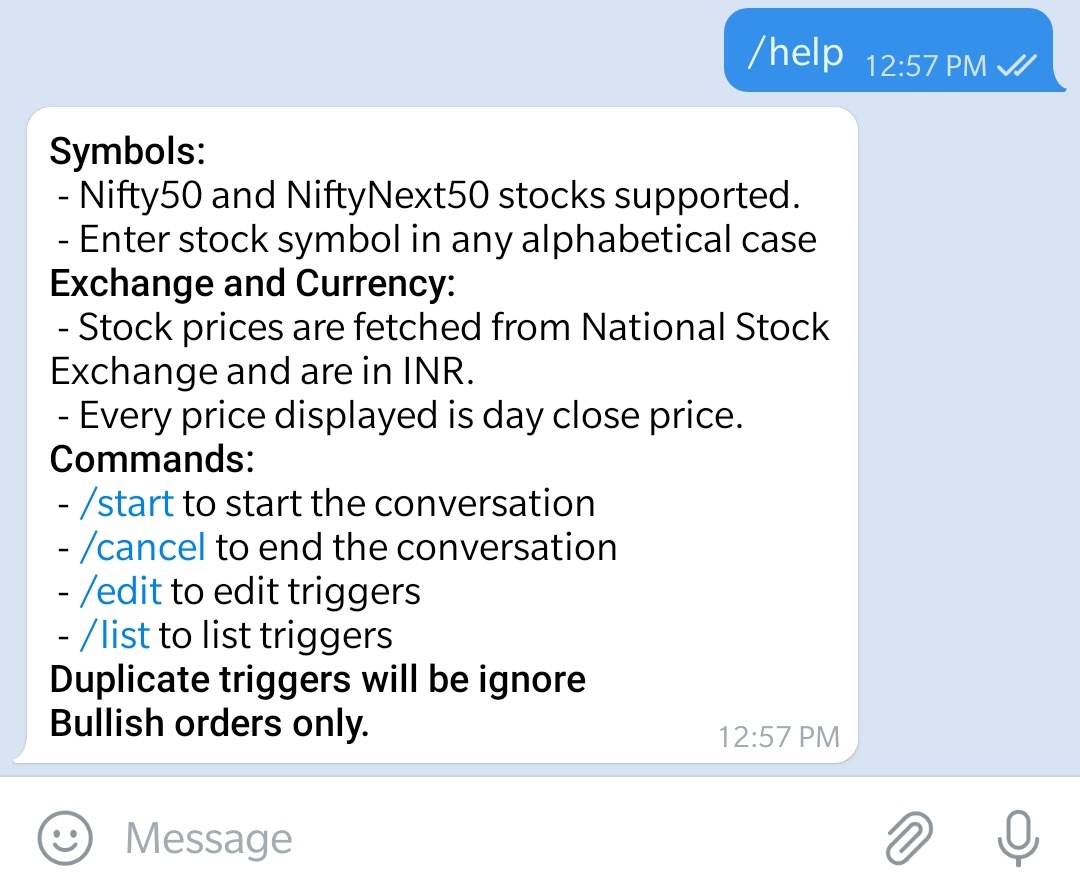 /help 12:57 PM
Symbols:
- Nifty50 and NiftyNext50 stocks supported.
- Enter stock symbol in any alphabetical case
Exchange and Currency:
- Stock prices are fetched from National Stock
Exchange and are in INR.
- Every price displayed is day close price.
Commands:
- /start to start the conversation
- /cancel to end the conversation
- /edit to edit triggers
- /list to list triggers
Duplicate triggers will be ignore
Bullish orders only.
12:57 PM
Message